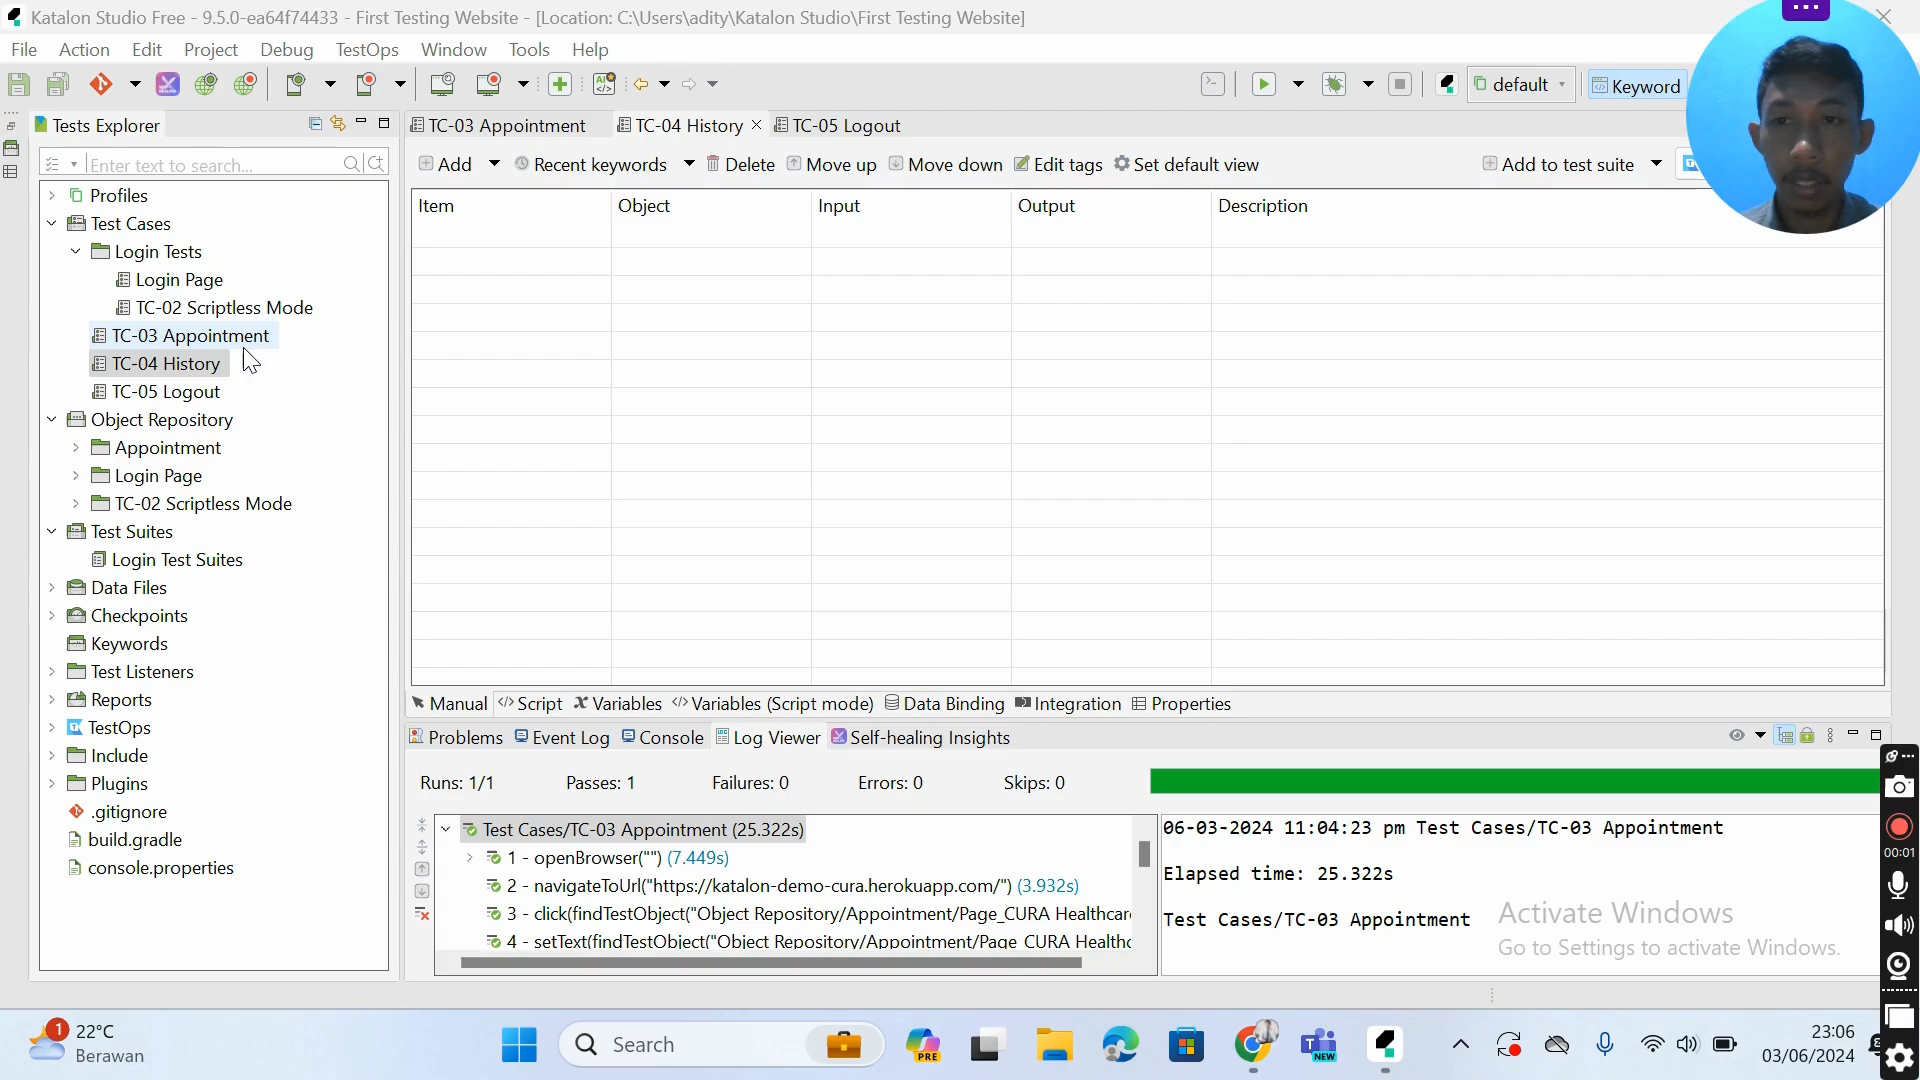 Katalon Studio Free - 9.5.0-ea64f74433 - First Testing Website - [Location: C:\Users\adity\Katalon Studio\First Testing Website]
File Action Edit Project Debug TestOps Window Tools Help
default Keyword
Tests Explorer
Enter text to search...
Profiles
Test Cases
Login Tests
Login Page
TC-02 Scriptless Mode
TC-03 Appointment
TC-04 History
TC-05 Logout
Object Repository
Appointment
Login Page
TC-02 Scriptless Mode
Test Suites
Login Test Suites
Data Files
Checkpoints
Keywords
Test Listeners
Reports
TestOps
Include
Plugins
.gitignore
build.gradle
console.properties
TC-03 Appointment TC-04 History TC-05 Logout
Add Recent keywords Delete Move up Move down Edit tags Set default view Add to test suite
Item Object Input Output Description
Manual Script Variables Variables (Script mode) Data Binding Integration Properties
Problems Event Log Console Log Viewer Self-healing Insights
Runs: 1/1 Passes: 1 Failures: 0 Errors: 0 Skips: 0
Test Cases/TC-03 Appointment (25.322s)
1 - openBrowser("") (7.449s)
2 - navigateToUrl("https://katalon-demo-cura.herokuapp.com/") (3.932s)
3 - click(findTestObject("Object Repository/Appointment/Page_CURA Healthcar
4 - setText(findTestObject("Object Repository/Appointment/Page_CURA Healthc
06-03-2024 11:04:23 pm Test Cases/TC-03 Appointment
Elapsed time: 25.322s
Test Cases/TC-03 Appointment
Activate Windows
Go to Settings to activate Windows.
00:01
1
22°C
Berawan
Search
PRE
NEW
23:06
03/06/2024